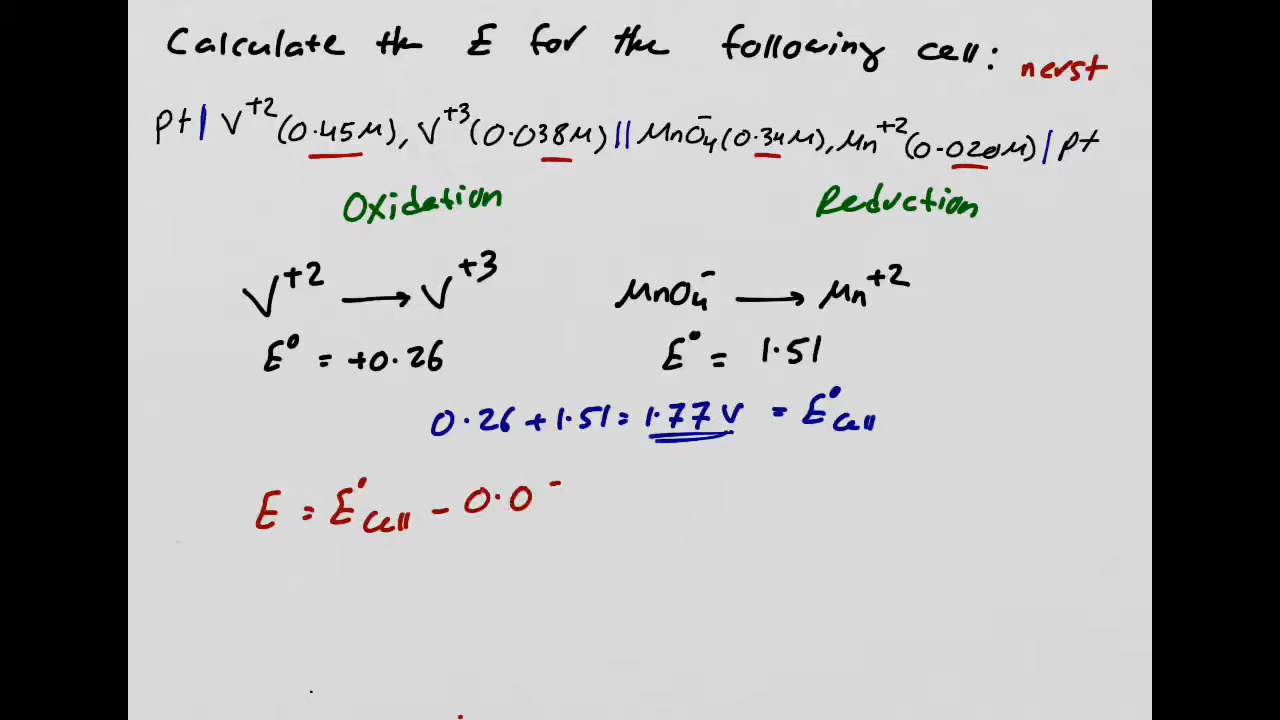 Calculate the E for the following cell: nerst
Pt | V+2 (0.45M), V+3 (0.038M) || MnO4- (0.34M), Mn+2 (0.020M) | Pt
Oxidation Reduction
V+2 → V+3 MnO4- → Mn+2
E° = +0.26 E° = 1.51
0.26 + 1.51 = 1.77 V = E°cell
E = E°cell - 0.0